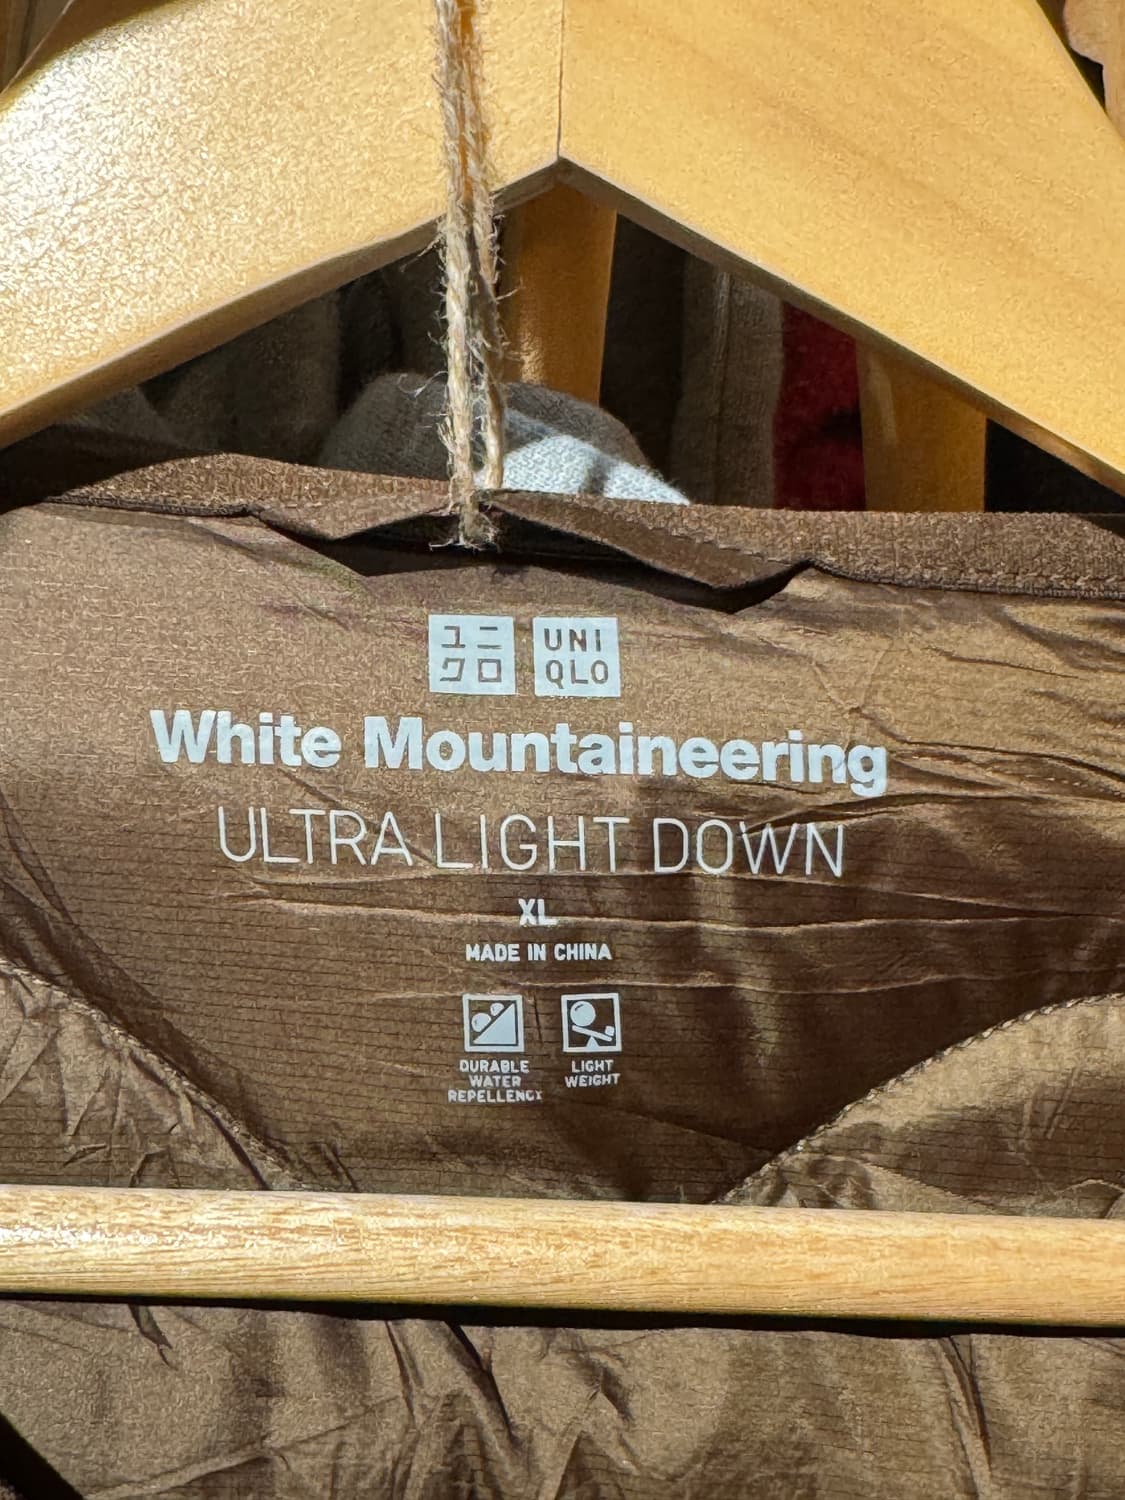 ユニ UNI
クロ QLO
White Mountaineering
ULTRA LIGHT DOWN
XL
MADE IN CHINA
DURABLE LIGHT
WATER WEIGHT
REPELLENCY